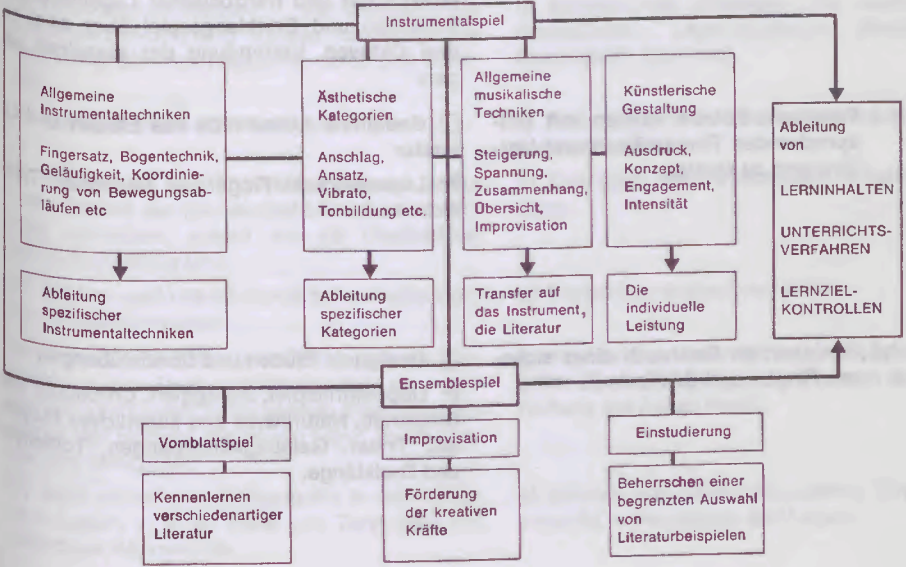 Instrumentalspiel
Allgemeine
Instrumentaltechniken
Fingersatz, Bogentechnik,
Geläufigkeit, Koordinie-
rung von Bewegungsab-
läufen etc
Ästhetische
Kategorien
Anschlag,
Ansatz,
Vibrato,
Tonbildung etc.
Allgemeine
musikalische
Techniken
Steigerung,
Spannung,
Zusammenhang,
Übersicht,
Improvisation
Künstlerische
Gestaltung
Ausdruck,
Konzept,
Engagement,
Intensität
Ableitung
von
LERNINHALTEN
UNTERRICHTS-
VERFAHREN
LERNZIEL-
KONTROLLEN
Ableitung
spezifischer
Instrumentaltechniken
Ableitung
spezifischer
Kategorien
Transfer auf
das Instrument,
die Literatur
Die
individuelle
Leistung
Ensemblespiel
Vomblattspiel
Improvisation
Einstudierung
Kennenlernen
verschiedenartiger
Literatur
Förderung
der kreativen
Kräfte
Beherrschen einer
begrenzten Auswahl
von
Literaturbeispielen